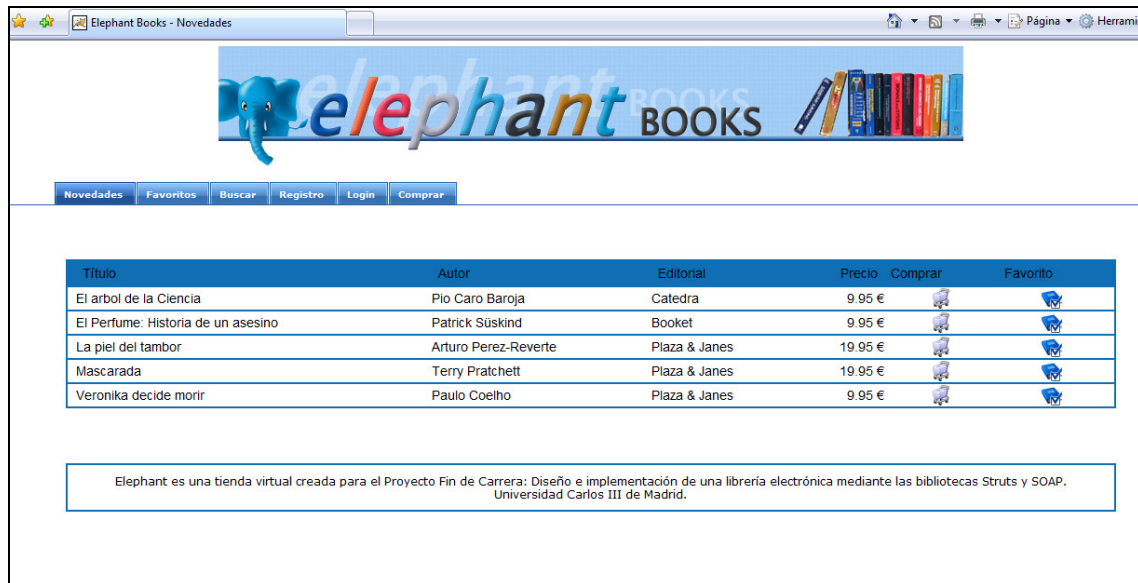 Elephant Books - Novedades
Página Herrami
elephant BOOKS
Novedades Favoritos Buscar Registro Login Comprar
Título Autor Editorial Precio Comprar Favorito
El arbol de la Ciencia Pio Caro Baroja Catedra 9.95 €
El Perfume: Historia de un asesino Patrick Süskind Booket 9.95 €
La piel del tambor Arturo Perez-Reverte Plaza & Janes 19.95 €
Mascarada Terry Pratchett Plaza & Janes 19.95 €
Veronika decide morir Paulo Coelho Plaza & Janes 9.95 €
Elephant es una tienda virtual creada para el Proyecto Fin de Carrera: Diseño e implementación de una librería electrónica mediante las bibliotecas Struts y SOAP.
Universidad Carlos III de Madrid.